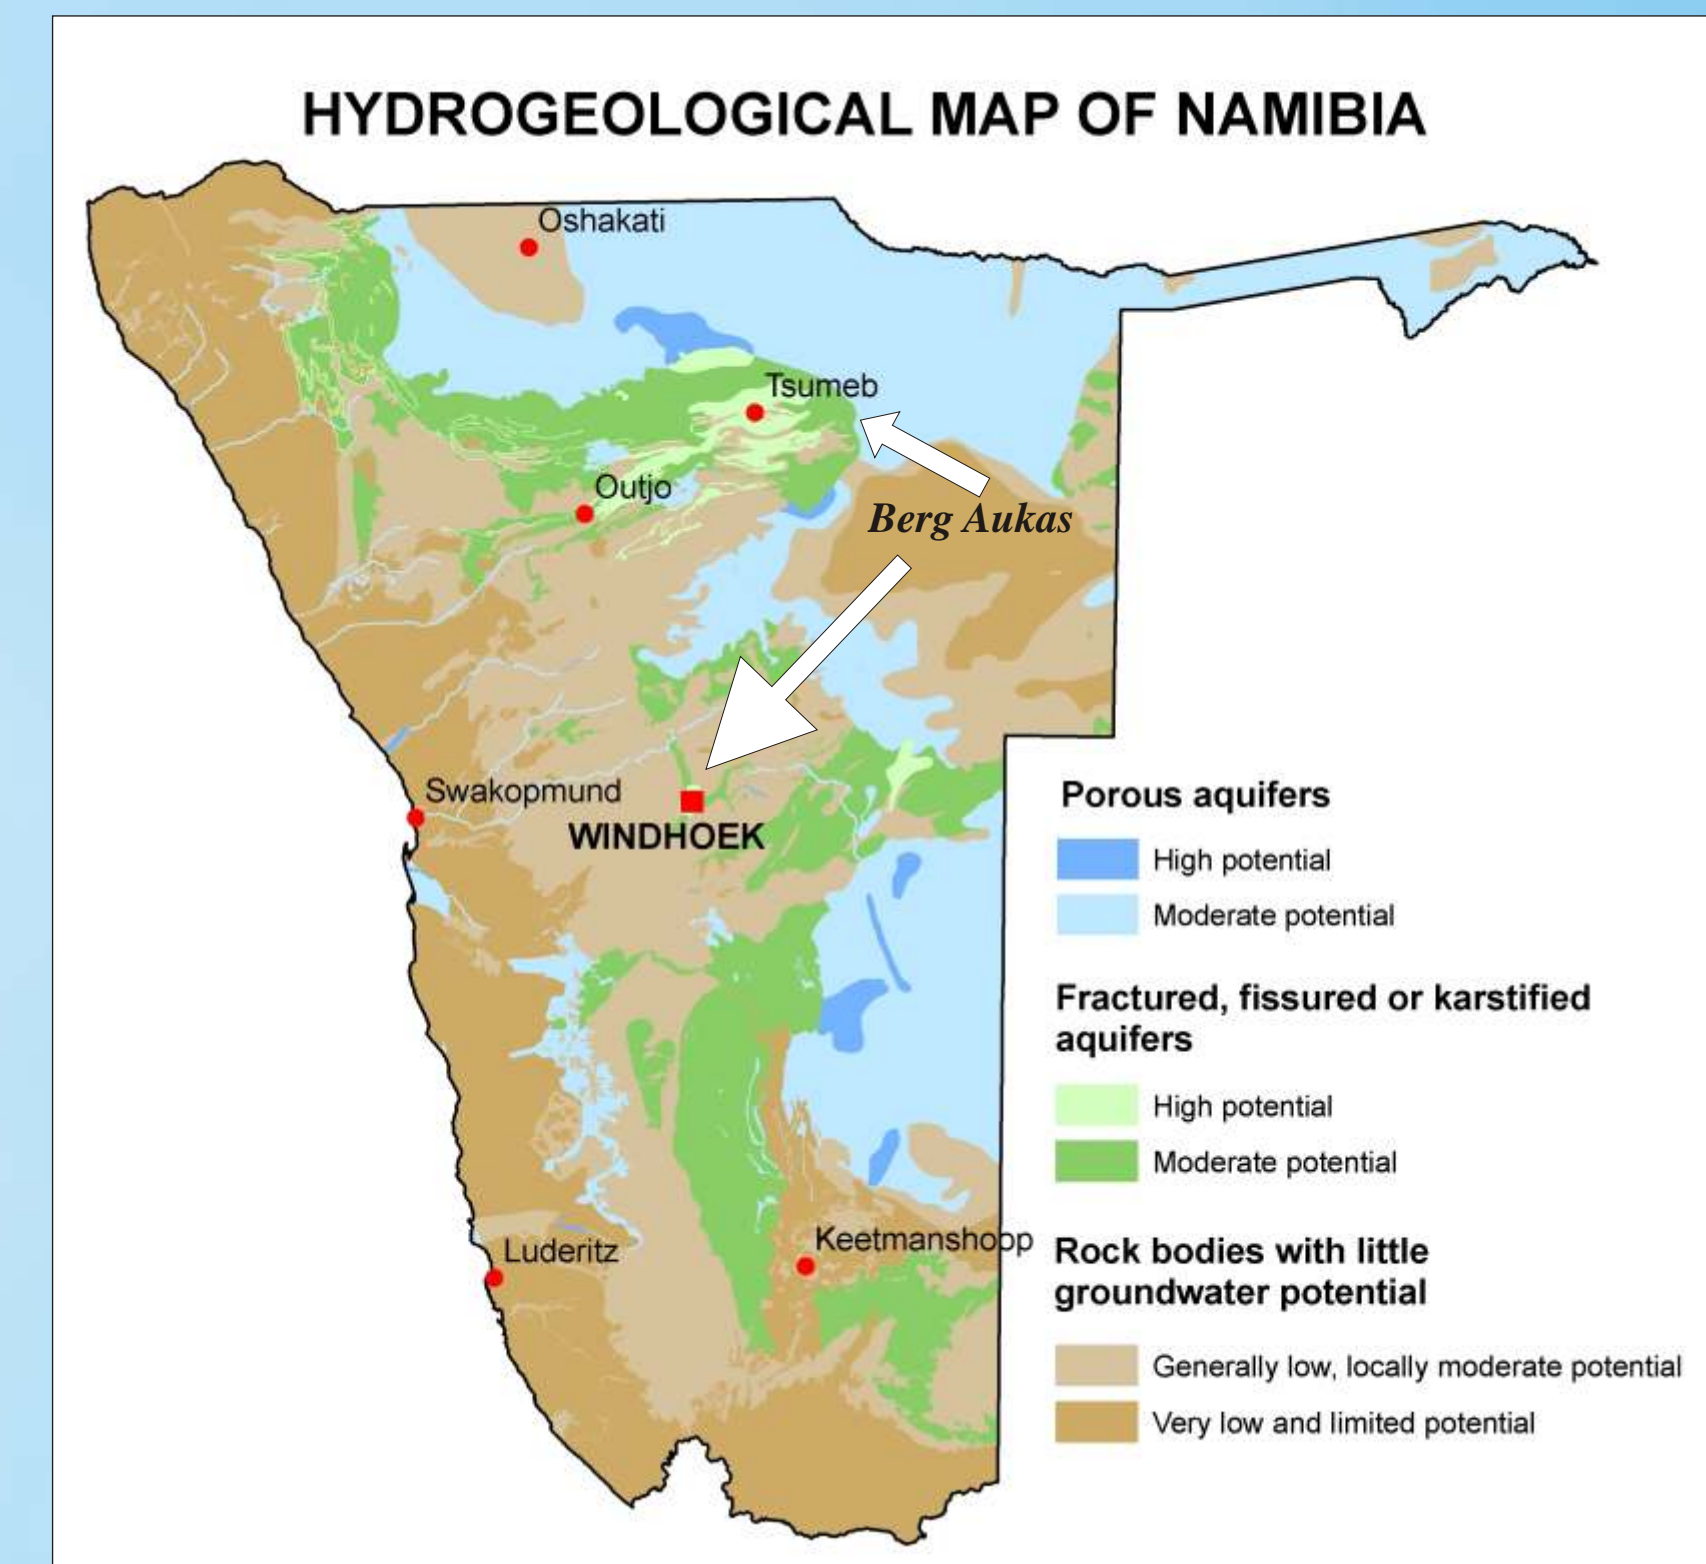 HYDROGEOLOGICAL MAP OF NAMIBIA
Oshakati
Tsumeb
Outjo
Berg Aukas
Swakopmund
WINDHOEK
Luderitz
Keetmanshoop
Porous aquifers
High potential
Moderate potential
Fractured, fissured or karstified
aquifers
High potential
Moderate potential
Rock bodies with little
groundwater potential
Generally low, locally moderate potential
Very low and limited potential